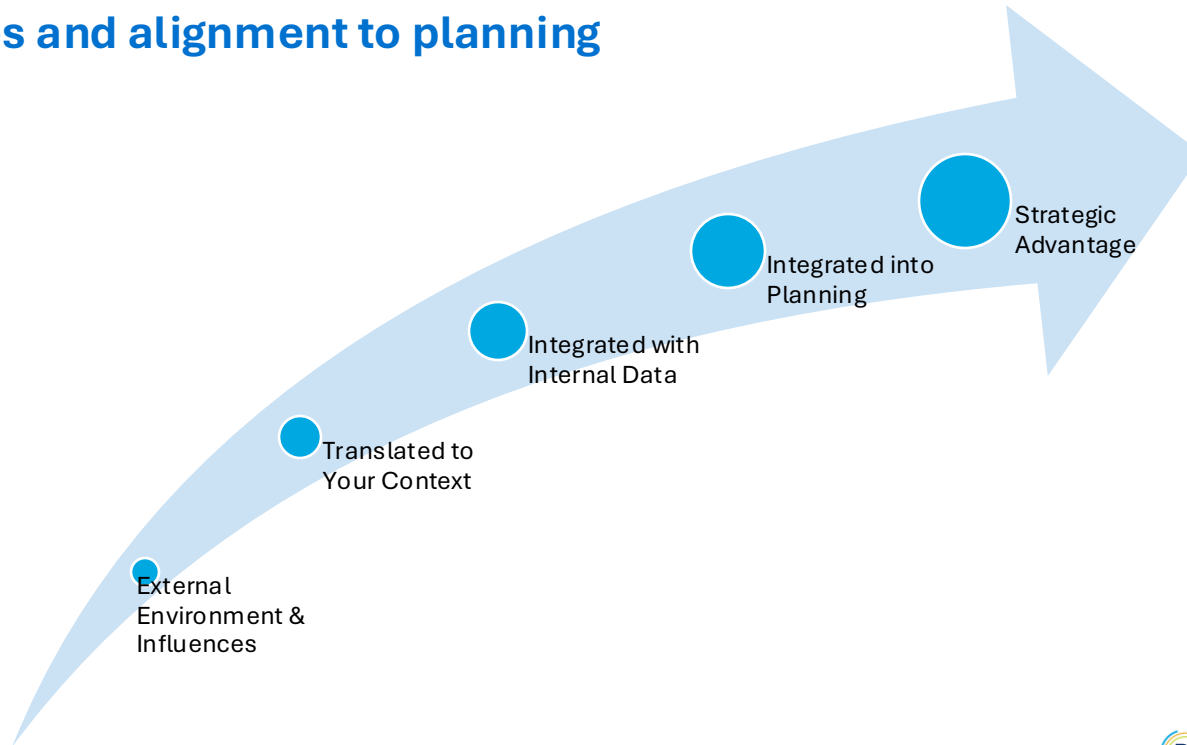 s and alignment to planning
Strategic
Advantage
Integrated into
Planning
Integrated with
Internal Data
Translated to
Your Context
External
Environment &
Influences